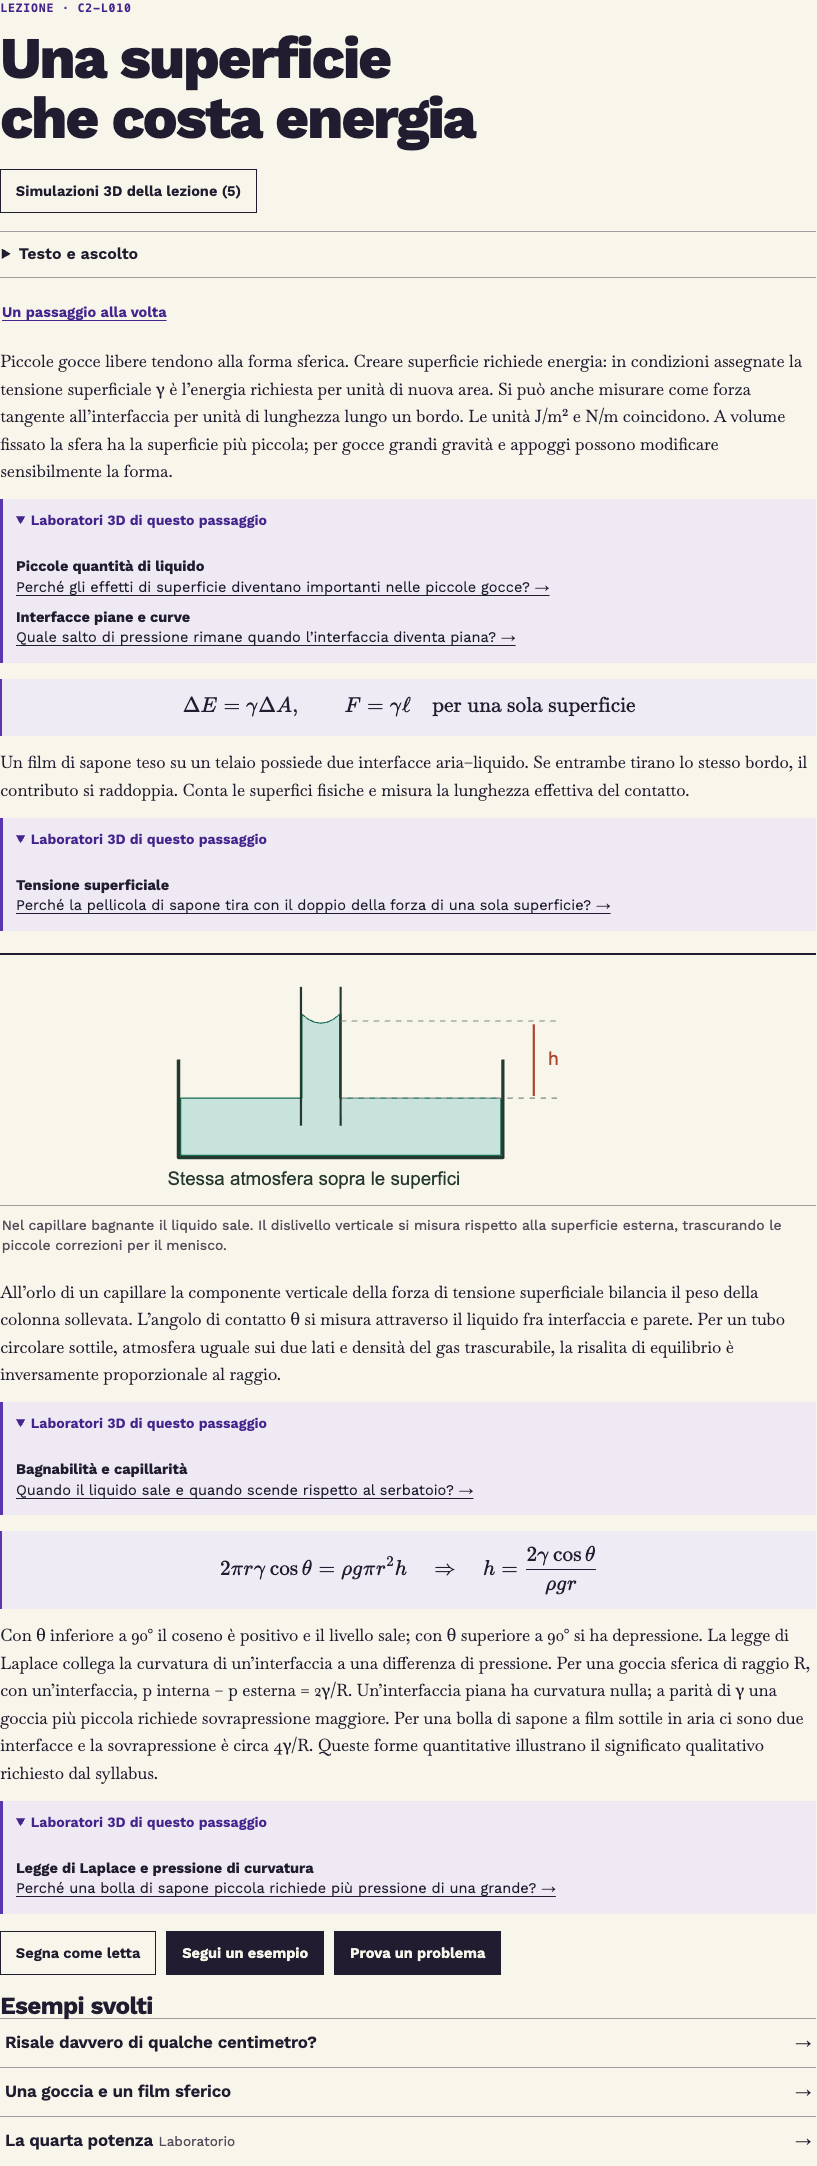 LEZIONE · C2–L010
Una superficie
che costa energia
Simulazioni 3D della lezione (5)
▶ Testo e ascolto
Un passaggio alla volta
Piccole gocce libere tendono alla forma sferica. Creare superficie richiede energia: in condizioni assegnate la
tensione superficiale γ è l’energia richiesta per unità di nuova area. Si può anche misurare come forza
tangente all’interfaccia per unità di lunghezza lungo un bordo. Le unità J/m² e N/m coincidono. A volume
fissato la sfera ha la superficie più piccola; per gocce grandi gravità e appoggi possono modificare
sensibilmente la forma.
▼ Laboratori 3D di questo passaggio
Piccole quantità di liquido
Perché gli effetti di superficie diventano importanti nelle piccole gocce? →
Interfacce piane e curve
Quale salto di pressione rimane quando l’interfaccia diventa piana? →
ΔE = γΔA, F = γℓ per una sola superficie
Un film di sapone teso su un telaio possiede due interfacce aria–liquido. Se entrambe tirano lo stesso bordo, il
contributo si raddoppia. Conta le superfici fisiche e misura la lunghezza effettiva del contatto.
▼ Laboratori 3D di questo passaggio
Tensione superficiale
Perché la pellicola di sapone tira con il doppio della forza di una sola superficie? →
h
Stessa atmosfera sopra le superfici
Nel capillare bagnante il liquido sale. Il dislivello verticale si misura rispetto alla superficie esterna, trascurando le
piccole correzioni per il menisco.
All’orlo di un capillare la componente verticale della forza di tensione superficiale bilancia il peso della
colonna sollevata. L’angolo di contatto θ si misura attraverso il liquido fra interfaccia e parete. Per un tubo
circolare sottile, atmosfera uguale sui due lati e densità del gas trascurabile, la risalita di equilibrio è
inversamente proporzionale al raggio.
▼ Laboratori 3D di questo passaggio
Bagnabilità e capillarità
Quando il liquido sale e quando scende rispetto al serbatoio? →
2πrγ cos θ = ρgπr²h ⇒ h = 2γ cos θ / ρgr
Con θ inferiore a 90° il coseno è positivo e il livello sale; con θ superiore a 90° si ha depressione. La legge di
Laplace collega la curvatura di un’interfaccia a una differenza di pressione. Per una goccia sferica di raggio R,
con un’interfaccia, p interna − p esterna = 2γ/R. Un’interfaccia piana ha curvatura nulla; a parità di γ una
goccia più piccola richiede sovrapressione maggiore. Per una bolla di sapone a film sottile in aria ci sono due
interfacce e la sovrapressione è circa 4γ/R. Queste forme quantitative illustrano il significato qualitativo
richiesto dal syllabus.
▼ Laboratori 3D di questo passaggio
Legge di Laplace e pressione di curvatura
Perché una bolla di sapone piccola richiede più pressione di una grande? →
Segna come letta Segui un esempio Prova un problema
Esempi svolti
Risale davvero di qualche centimetro? →
Una goccia e un film sferico →
La quarta potenza Laboratorio →